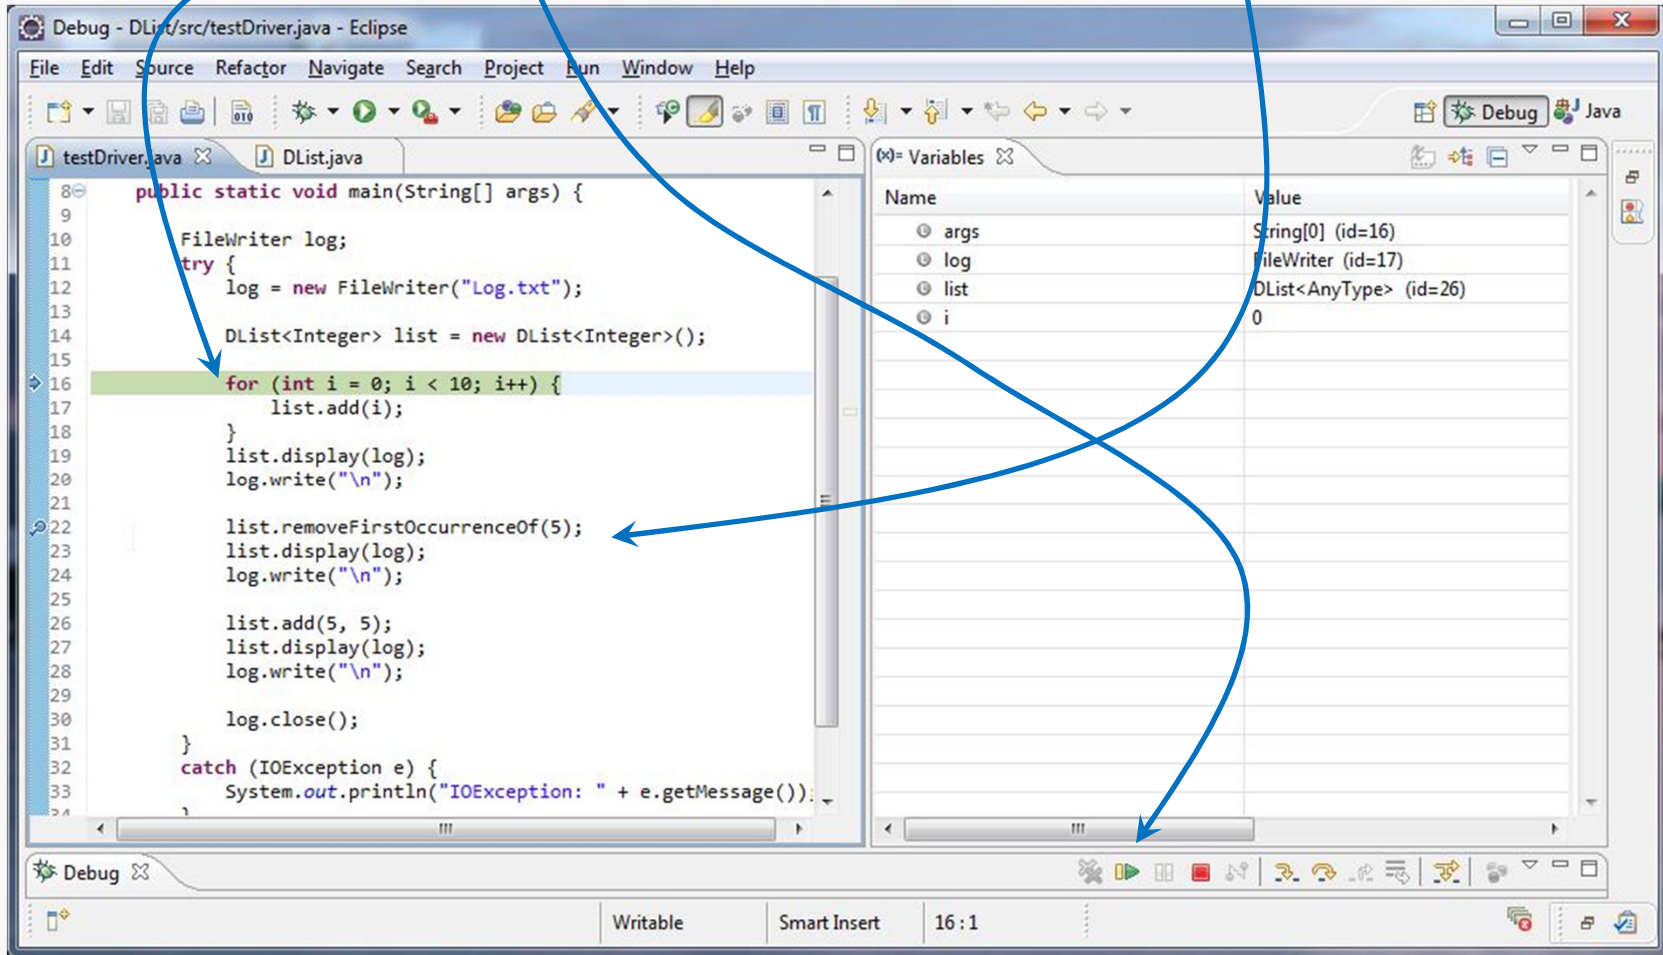 Debug - DList/src/testDriver.java - Eclipse
File Edit Source Refactor Navigate Search Project Run Window Help
Debug Java
testDriver.java DList.java
8 public static void main(String[] args) {
9
10 FileWriter log;
11 try {
12 log = new FileWriter("Log.txt");
13
14 DList<Integer> list = new DList<Integer>();
15
16 for (int i = 0; i < 10; i++) {
17 list.add(i);
18 }
19 list.display(log);
20 log.write("\n");
21
22 list.removeFirstOccurrenceOf(5);
23 list.display(log);
24 log.write("\n");
25
26 list.add(5, 5);
27 list.display(log);
28 log.write("\n");
29
30 log.close();
31 }
32 catch (IOException e) {
33 System.out.println("IOException: " + e.getMessage());
34 }
(x)= Variables
Name Value
args String[0] (id=16)
log FileWriter (id=17)
list DList<AnyType> (id=26)
i 0
Debug
Writable Smart Insert 16 : 1